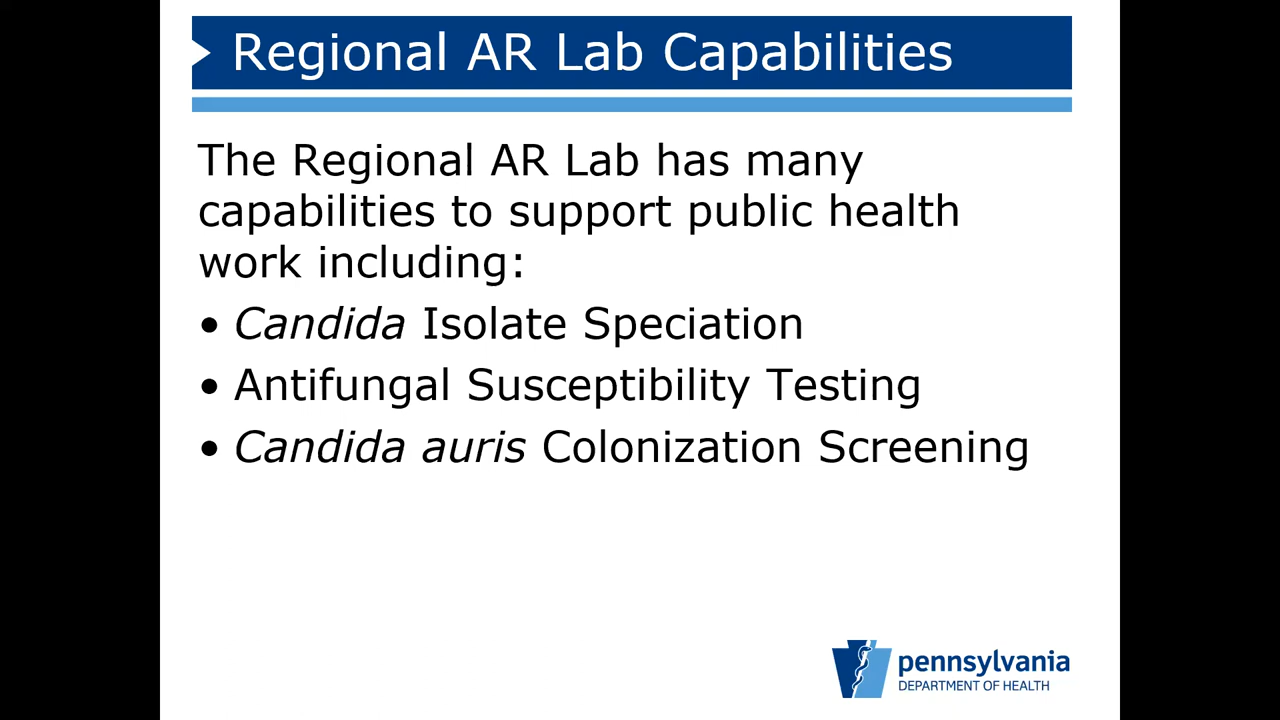 Regional AR Lab Capabilities
The Regional AR Lab has many
capabilities to support public health
work including:
• Candida Isolate Speciation
• Antifungal Susceptibility Testing
• Candida auris Colonization Screening
pennsylvania
DEPARTMENT OF HEALTH